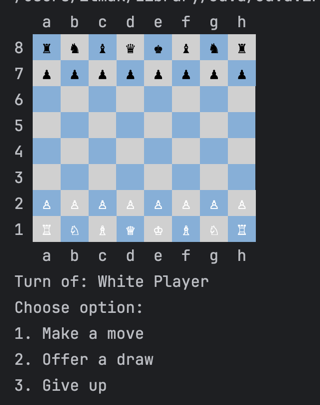 a b c d e f g h
8 ♜ ♞ ♝ ♛ ♚ ♝ ♞ ♜
7 ♟ ♟ ♟ ♟ ♟ ♟ ♟ ♟
6
5
4
3
2 ♙ ♙ ♙ ♙ ♙ ♙ ♙ ♙
1 ♖ ♘ ♗ ♕ ♔ ♗ ♘ ♖
a b c d e f g h
Turn of: White Player
Choose option:
1. Make a move
2. Offer a draw
3. Give up